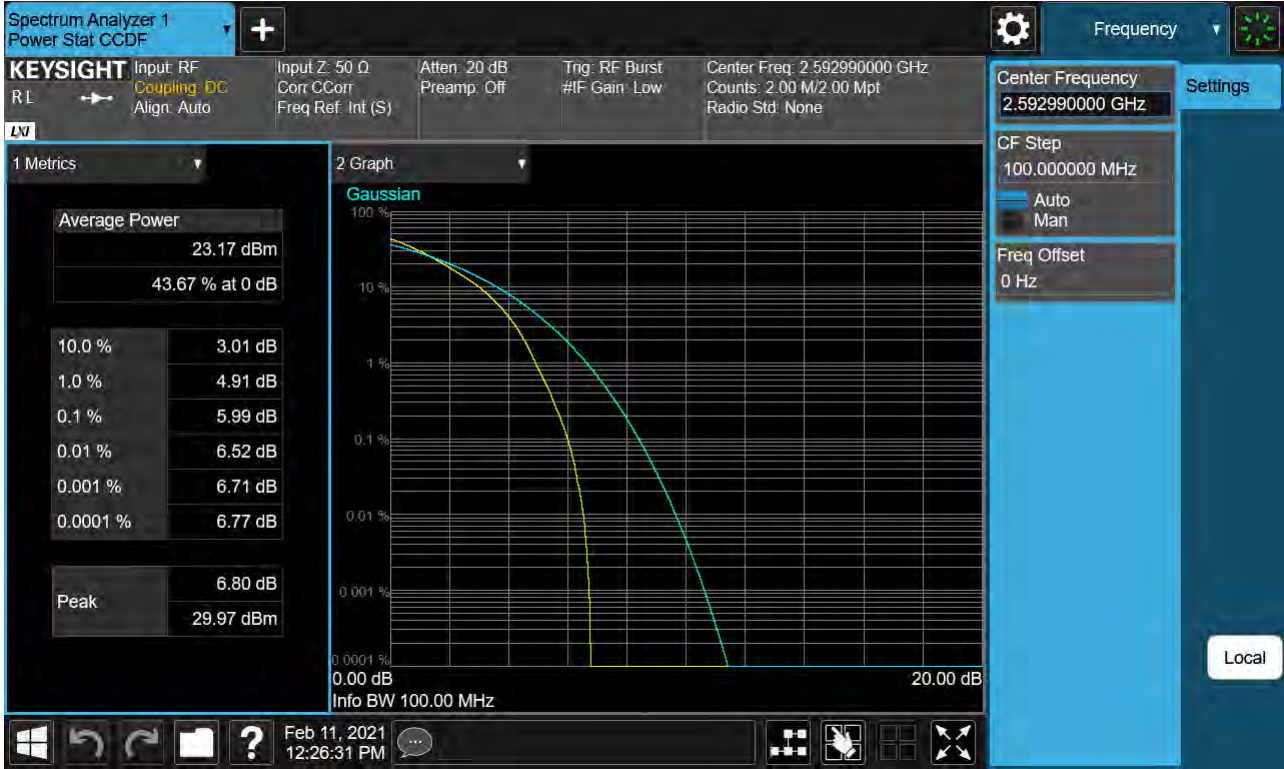 Spectrum Analyzer 1
Power Stat CCDF
Frequency
KEYSIGHT
RL
LXI
Input: RF
Coupling: DC
Align: Auto
Input Z: 50 Ω
Corr CCorr
Freq Ref: Int (S)
Atten: 20 dB
Preamp: Off
Trig: RF Burst
#IF Gain: Low
Center Freq: 2.592990000 GHz
Counts: 2.00 M/2.00 Mpt
Radio Std: None
Center Frequency
2.592990000 GHz
Settings
CF Step
100.000000 MHz
Auto
Man
Freq Offset
0 Hz
1 Metrics
Average Power
23.17 dBm
43.67 % at 0 dB
10.0 % 3.01 dB
1.0 % 4.91 dB
0.1 % 5.99 dB
0.01 % 6.52 dB
0.001 % 6.71 dB
0.0001 % 6.77 dB
Peak
6.80 dB
29.97 dBm
2 Graph
Gaussian
100 %
10 %
1 %
0.1 %
0.01 %
0.001 %
0.0001 %
0.00 dB 20.00 dB
Info BW 100.00 MHz
Local
?
Feb 11, 2021
12:26:31 PM